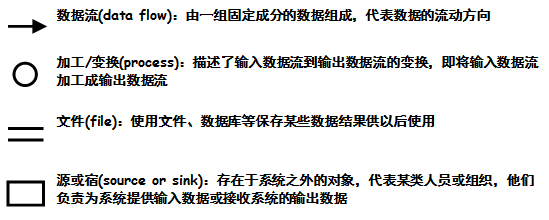 数据流(data flow)：由一组固定成分的数据组成，代表数据的流动方向
加工/变换(process)：描述了输入数据流到输出数据流的变换，即将输入数据流
加工成输出数据流
文件(file)：使用文件、数据库等保存某些数据结果供以后使用
源或宿(source or sink)：存在于系统之外的对象，代表某类人员或组织，他们
负责为系统提供输入数据或接收系统的输出数据